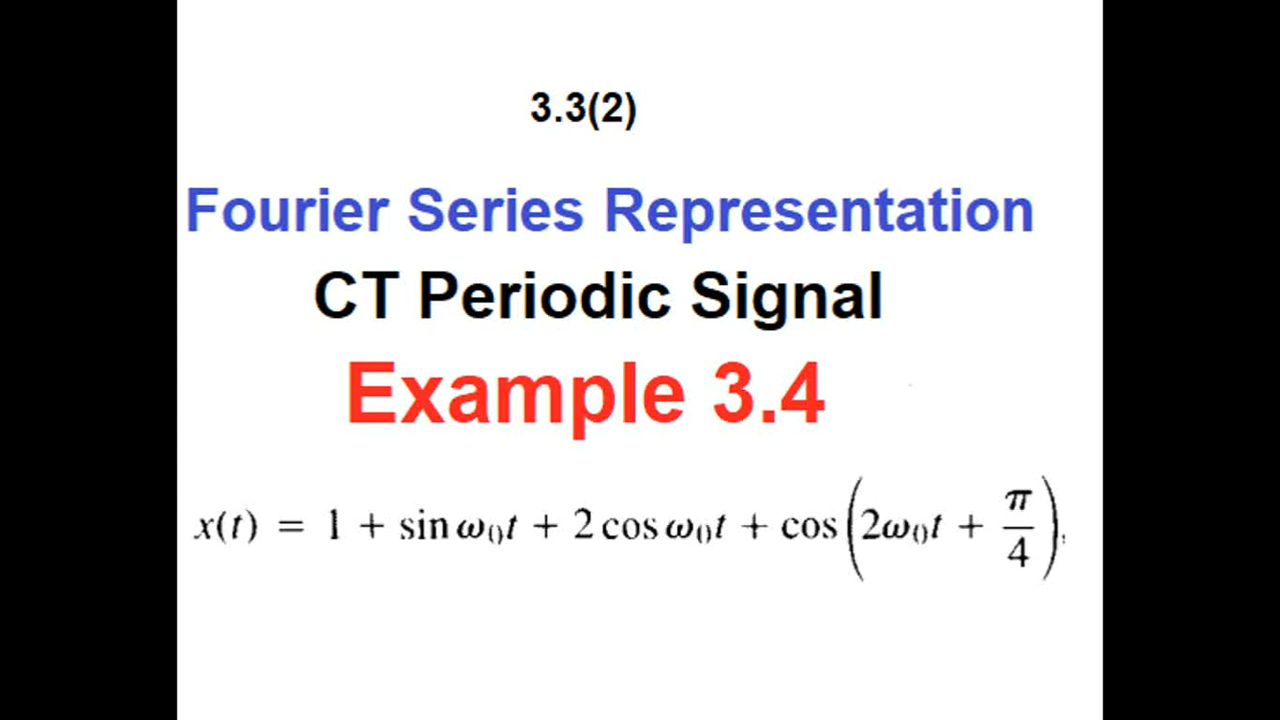 3.3(2)
Fourier Series Representation
CT Periodic Signal
Example 3.4
x(t) = 1 + sin ω₀t + 2 cos ω₀t + cos(2ω₀t + π/4),